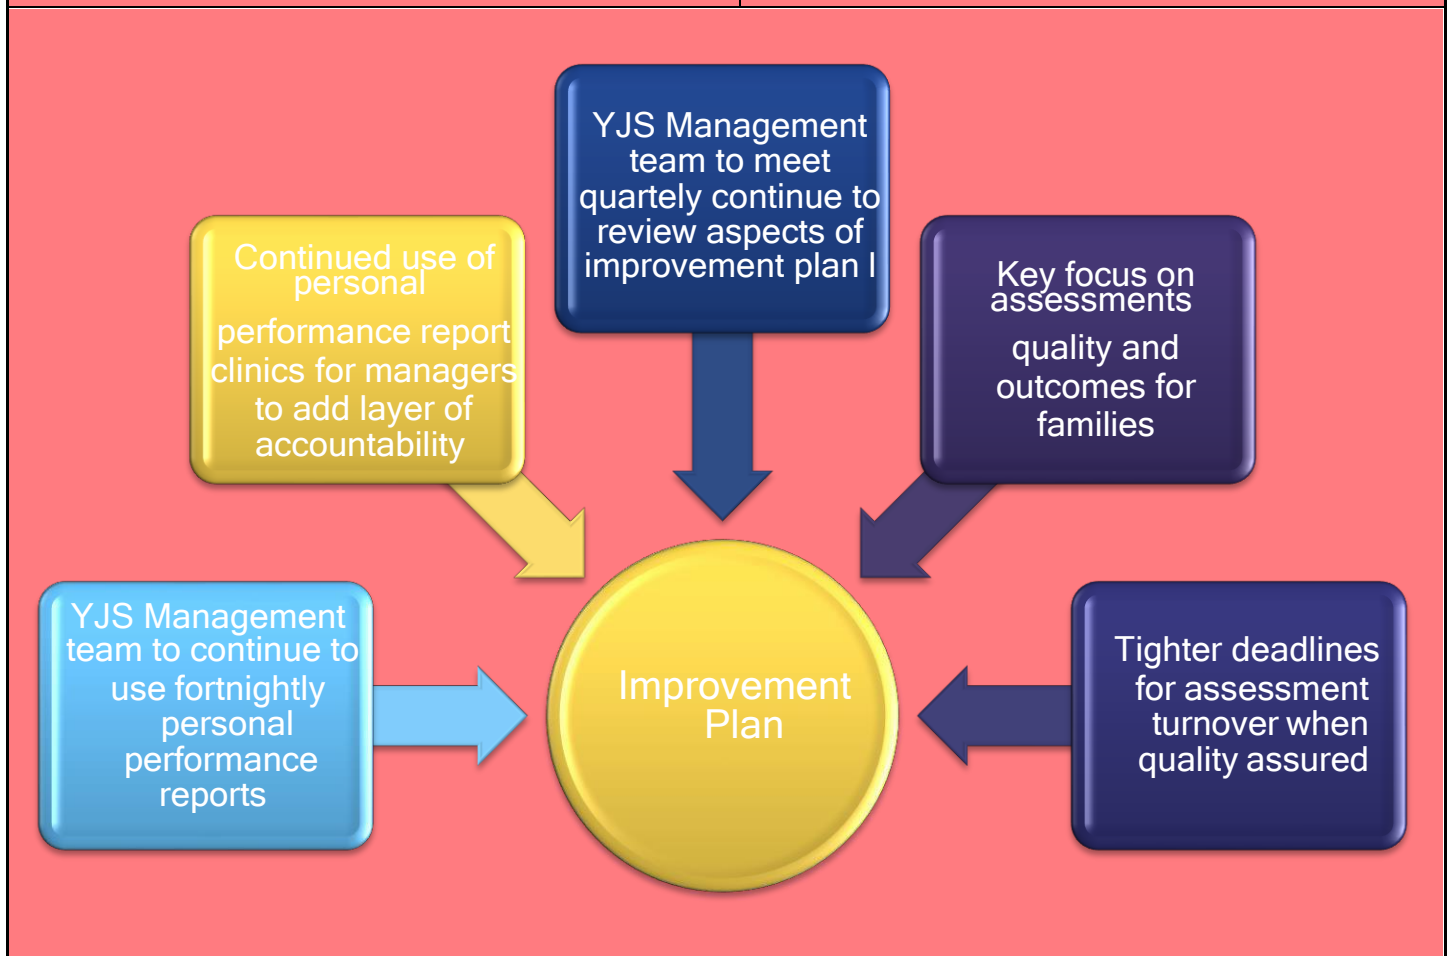 YJS Management
team to meet
quartely continue to
review aspects of
improvement plan l
Continued use of
personal
performance report
clinics for managers
to add layer of
accountability
Key focus on
assessments
quality and
outcomes for
families
YJS Management
team to continue to
use fortnightly
personal
performance
reports
Improvement
Plan
Tighter deadlines
for assessment
turnover when
quality assured